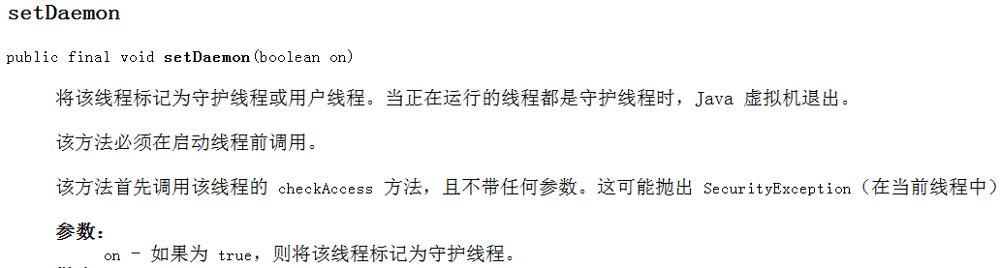 setDaemon
public final void setDaemon(boolean on)
将该线程标记为守护线程或用户线程。当正在运行的线程都是守护线程时，Java 虚拟机退出。
该方法必须在启动线程前调用。
该方法首先调用该线程的 checkAccess 方法，且不带任何参数。这可能抛出 SecurityException（在当前线程中）
参数：
on - 如果为 true，则将该线程标记为守护线程。